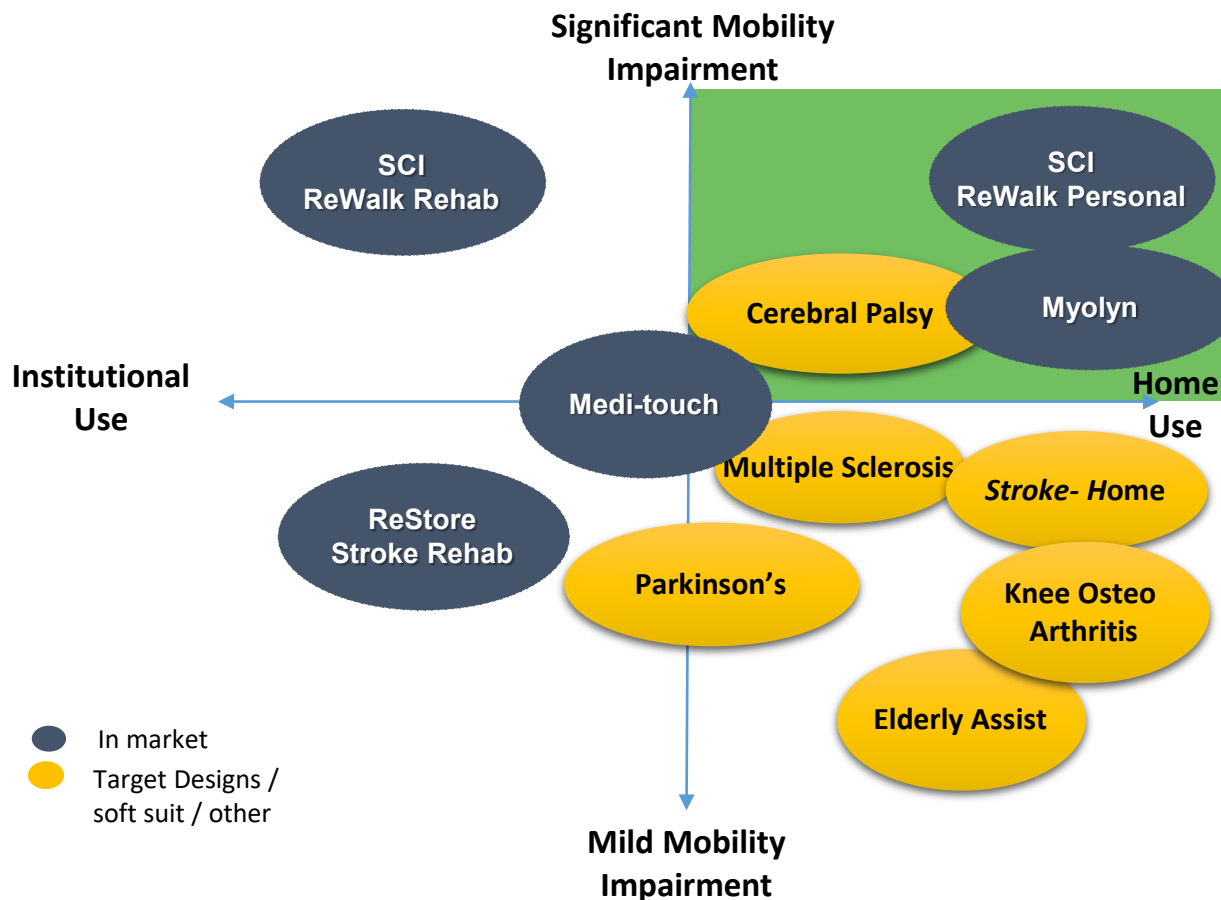 Significant Mobility
Impairment
SCI
ReWalk Rehab
SCI
ReWalk Personal
Cerebral Palsy
Myolyn
Institutional
Use
Medi-touch
Home
Use
Multiple Sclerosis
Stroke- Home
ReStore
Stroke Rehab
Parkinson’s
Knee Osteo
Arthritis
Elderly Assist
In market
Target Designs /
soft suit / other
Mild Mobility
Impairment